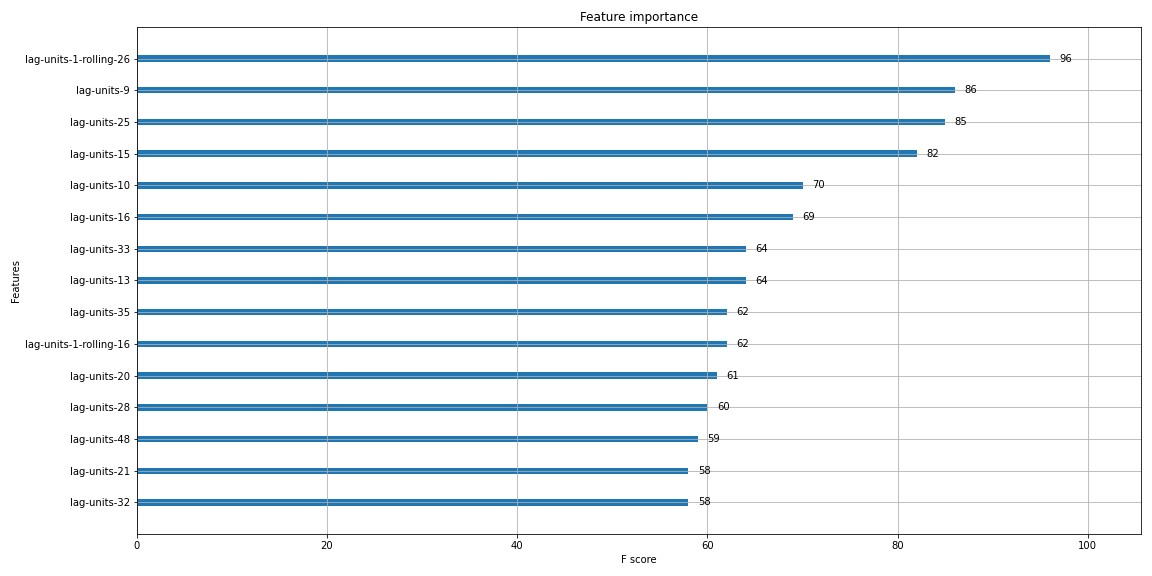 Feature importance
lag-units-1-rolling-26 96
lag-units-9 86
lag-units-25 85
lag-units-15 82
lag-units-10 70
lag-units-16 69
lag-units-33 64
lag-units-13 64
lag-units-35 62
lag-units-1-rolling-16 62
lag-units-20 61
lag-units-28 60
lag-units-48 59
lag-units-21 58
lag-units-32 58
Features
0 20 40 60 80 100
F score